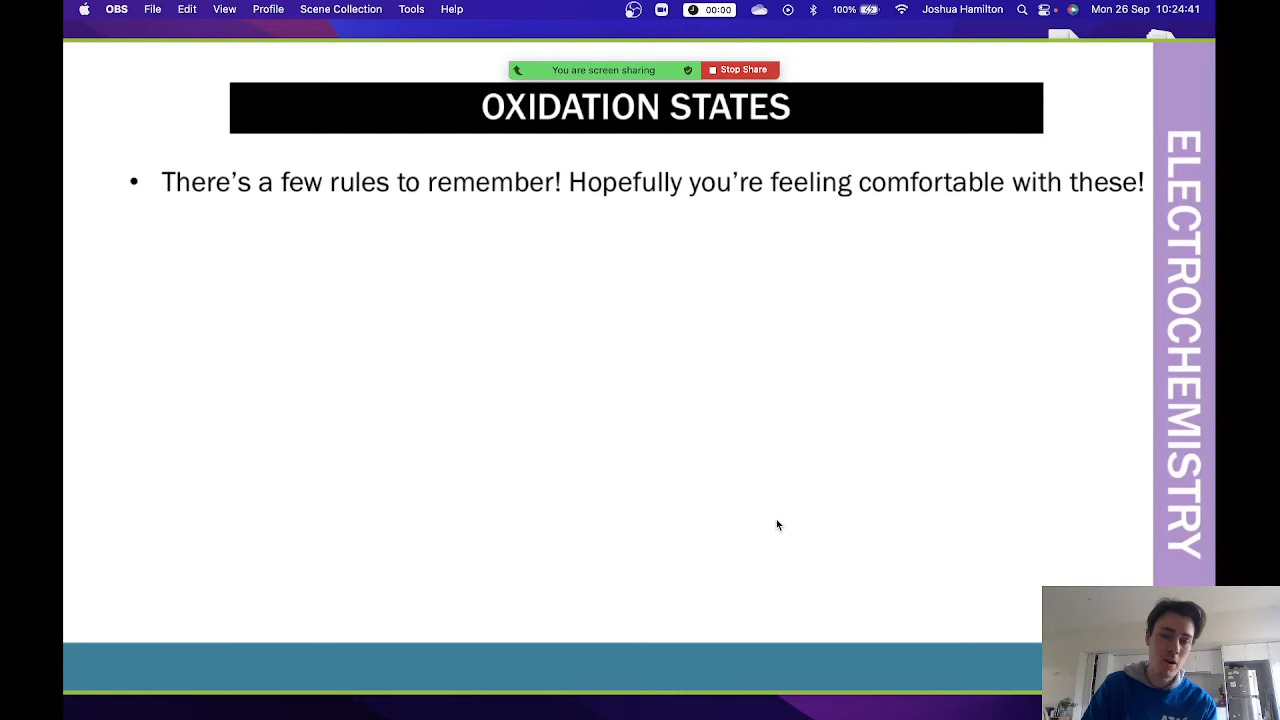 OBS File Edit View Profile Scene Collection Tools Help 00:00 100% Joshua Hamilton Mon 26 Sep 10:24:41
You are screen sharing Stop Share
OXIDATION STATES
• There's a few rules to remember! Hopefully you're feeling comfortable with these!
ELECTROCHEMISTRY